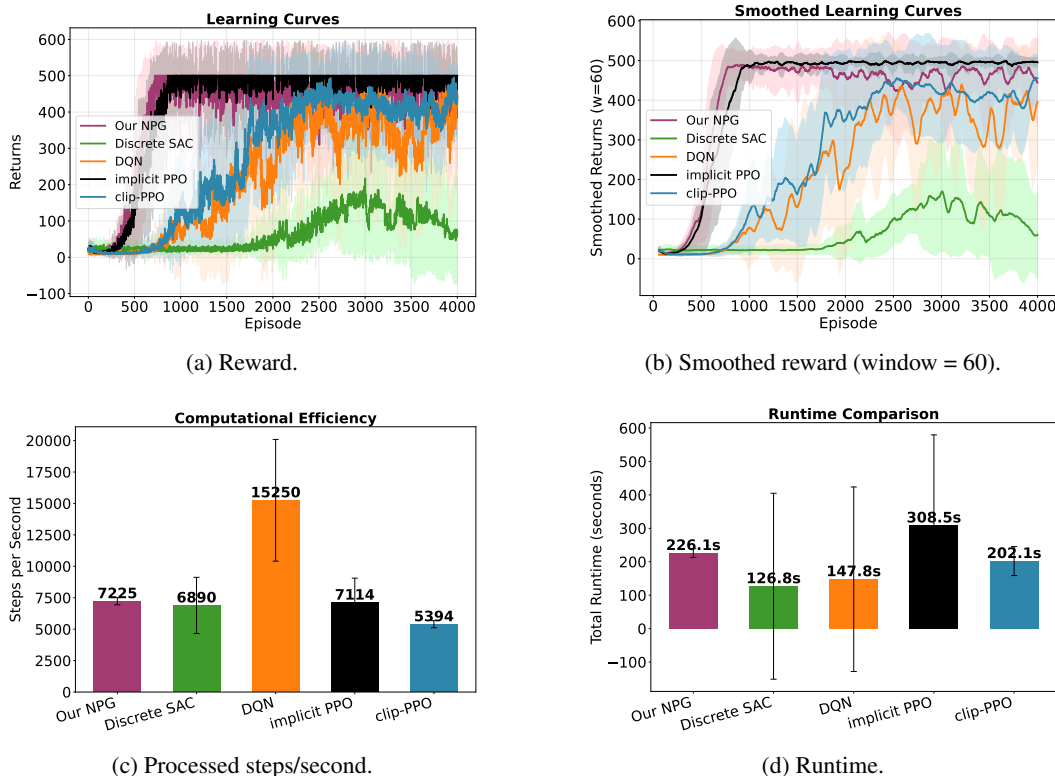 Learning Curves
600
500
400
300
200
100
0
−100
Returns
Our NPG
Discrete SAC
DQN
implicit PPO
clip-PPO
0 500 1000 1500 2000 2500 3000 3500 4000
Episode
(a) Reward.
Smoothed Learning Curves
600
500
400
300
200
100
0
Smoothed Returns (w=60)
Our NPG
Discrete SAC
DQN
implicit PPO
clip-PPO
0 500 1000 1500 2000 2500 3000 3500 4000
Episode
(b) Smoothed reward (window = 60).
Computational Efficiency
20000
17500
15000
12500
10000
7500
5000
2500
0
Steps per Second
7225
6890
15250
7114
5394
Our NPG
Discrete SAC
DQN
implicit PPO
clip-PPO
(c) Processed steps/second.
Runtime Comparison
600
500
400
300
200
100
0
−100
Total Runtime (seconds)
226.1s
126.8s
147.8s
308.5s
202.1s
Our NPG
Discrete SAC
DQN
implicit PPO
clip-PPO
(d) Runtime.